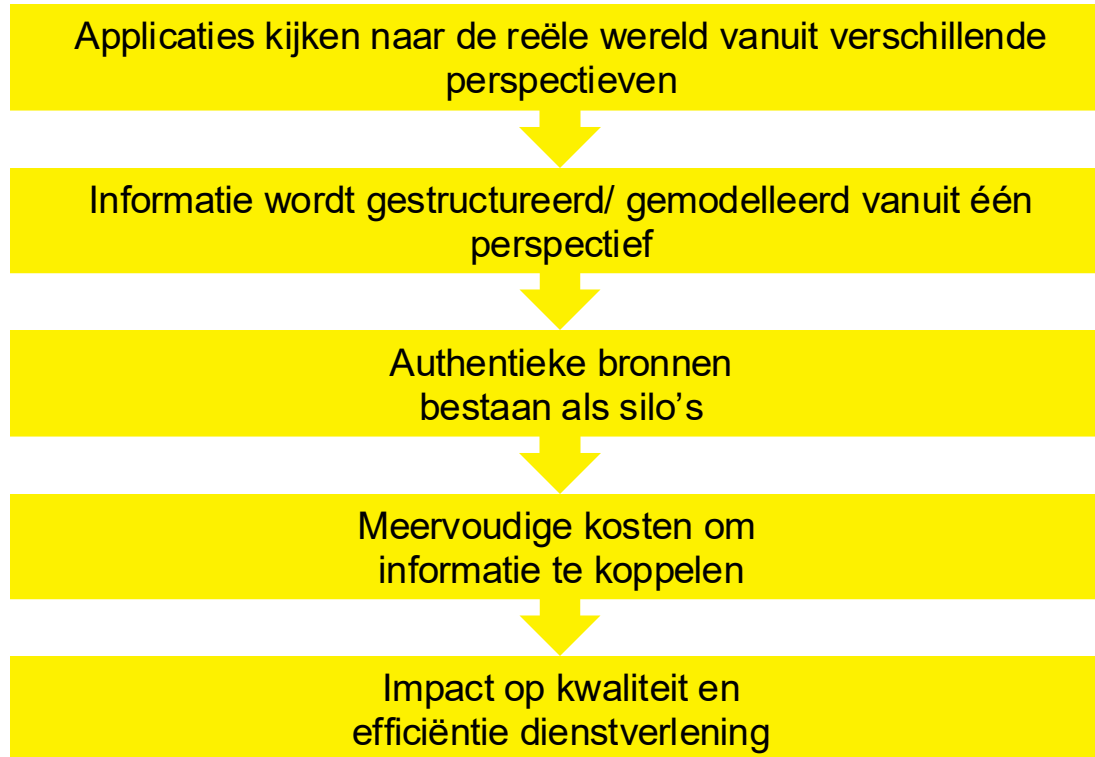 Applicaties kijken naar de reële wereld vanuit verschillende
perspectieven
Informatie wordt gestructureerd/ gemodelleerd vanuit één
perspectief
Authentieke bronnen
bestaan als silo’s
Meervoudige kosten om
informatie te koppelen
Impact op kwaliteit en
efficiëntie dienstverlening